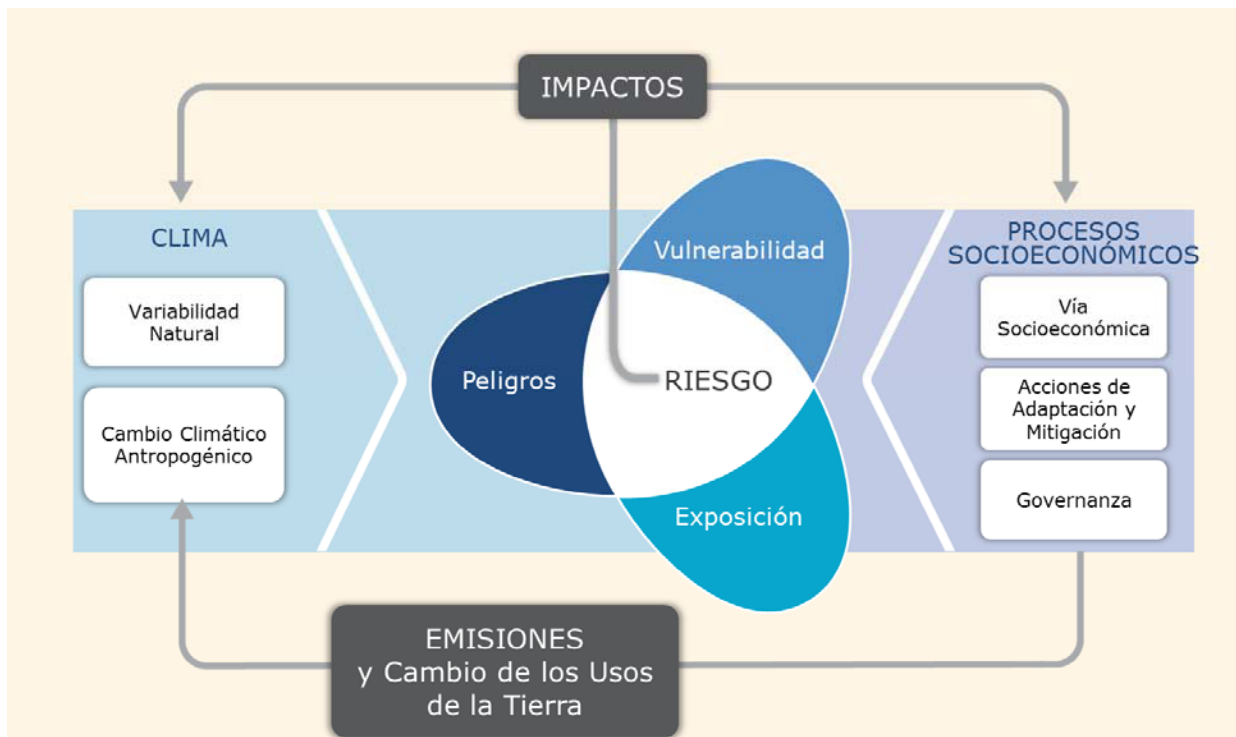 IMPACTOS
CLIMA
Variabilidad
Natural
Cambio Climático
Antropogénico
Vulnerabilidad
Peligros
RIESGO
Exposición
PROCESOS
SOCIOECONÓMICOS
Vía
Socioeconómica
Acciones de
Adaptación y
Mitigación
Governanza
EMISIONES
y Cambio de los Usos
de la Tierra